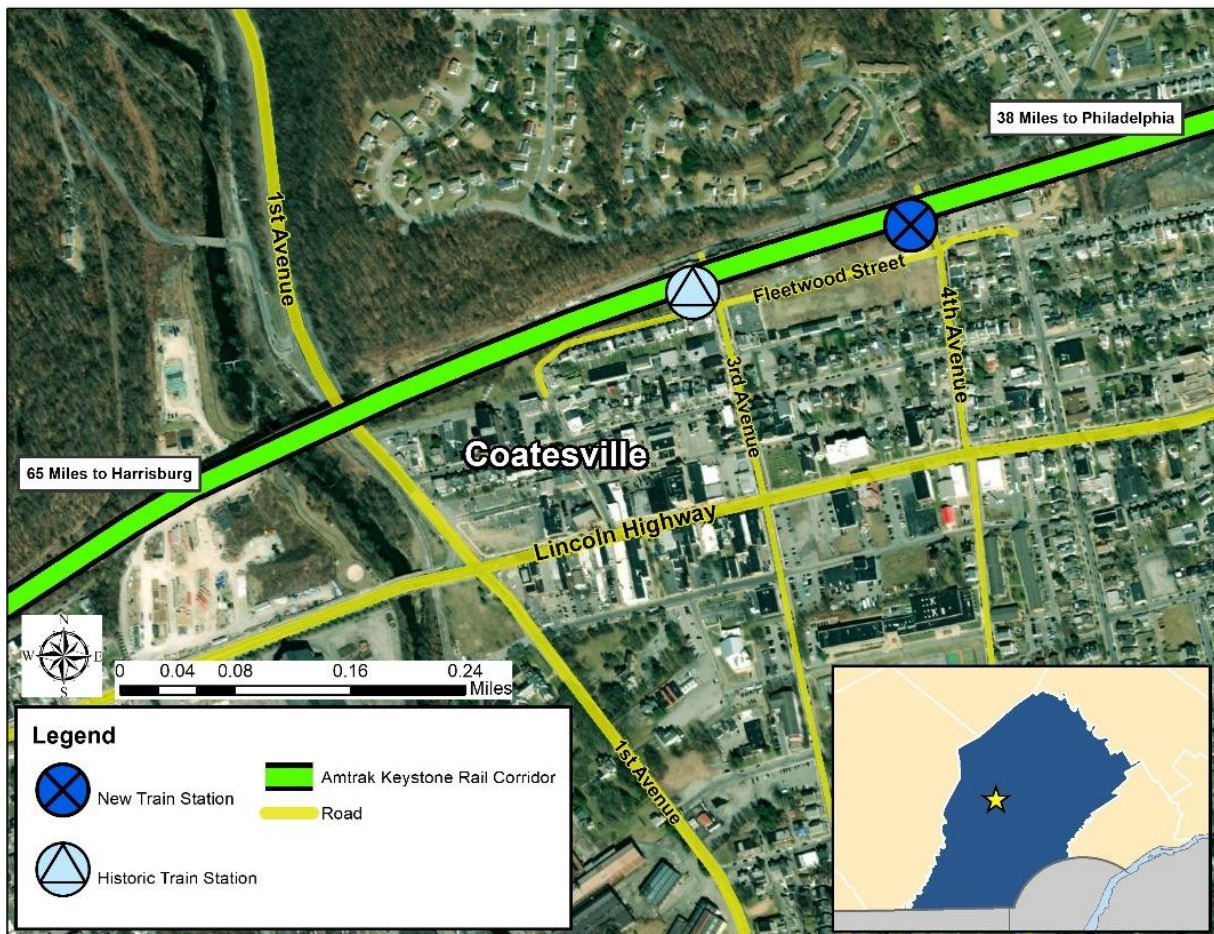 38 Miles to Philadelphia
1st Avenue
Fleetwood Street
4th Avenue
3rd Avenue
Coatesville
65 Miles to Harrisburg
Lincoln Highway
N
W E
S
0 0.04 0.08 0.16 0.24
Miles
1st Avenue
Legend
New Train Station
Amtrak Keystone Rail Corridor
Road
Historic Train Station